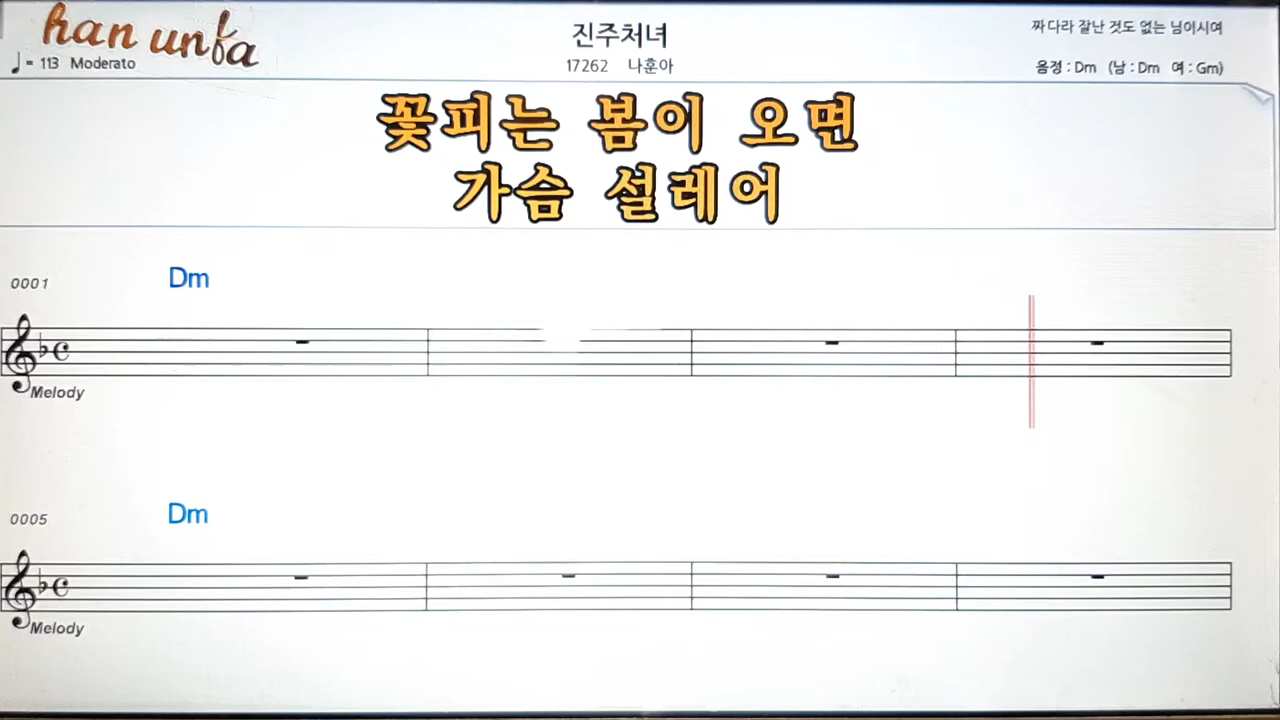 han unfa
♩= 113 Moderato
진주처녀
17262 나훈아
짜다라 잘난 것도 없는 님이시여
음정 : Dm (남 : Dm 여 : Gm)
꽃피는 봄이 오면
가슴 설레어
0001
Dm
Melody
0005
Dm
Melody